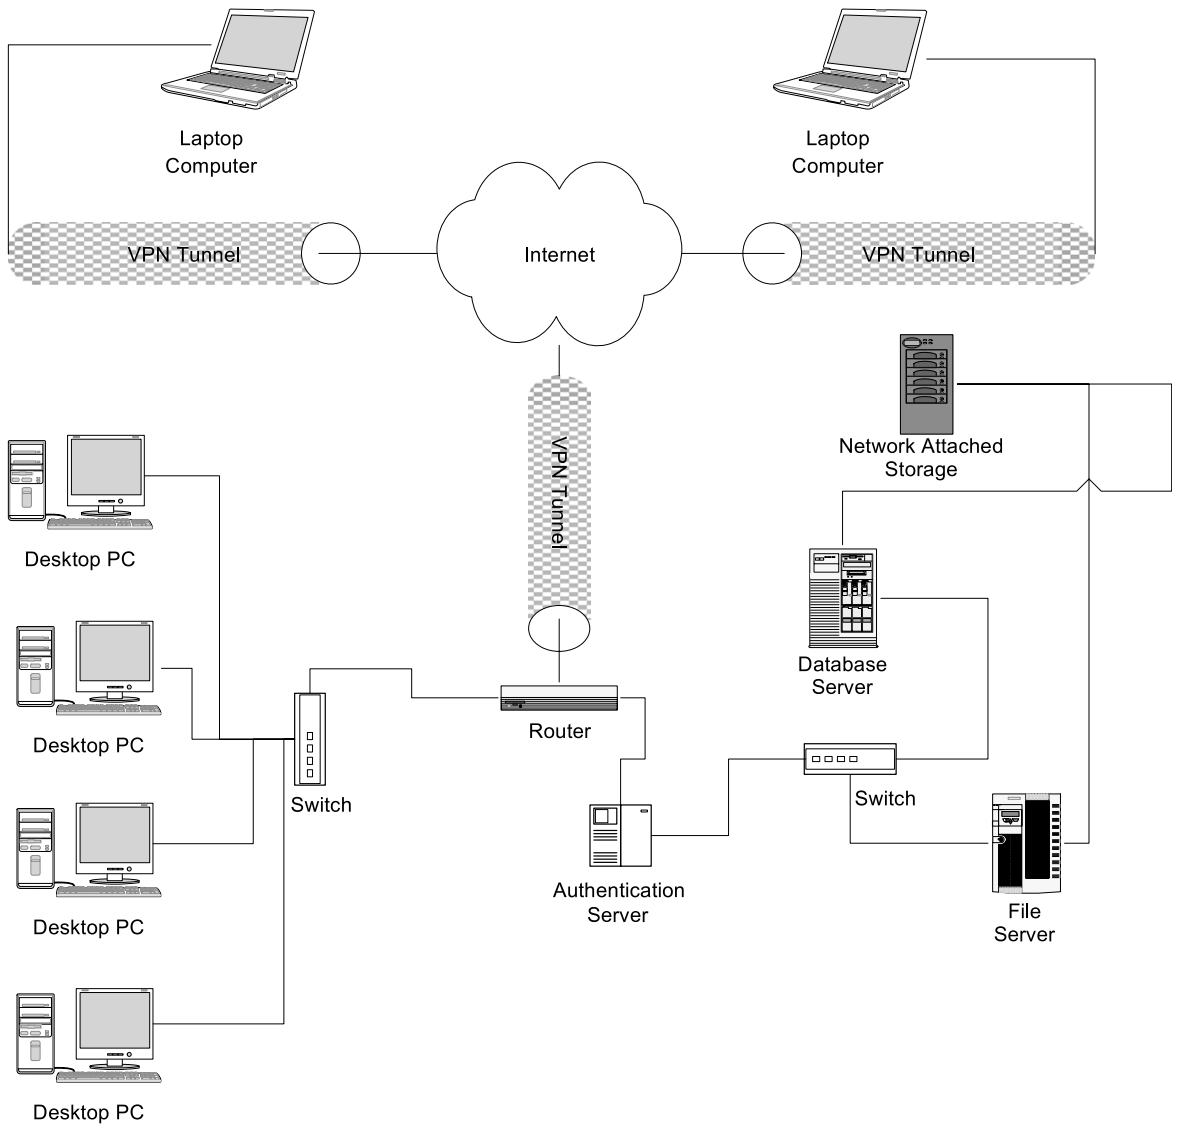 Laptop
Computer
Laptop
Computer
VPN Tunnel
Internet
VPN Tunnel
Network Attached
Storage
VPN Tunnel
Desktop PC
Database
Server
Desktop PC
Router
Switch
Switch
Authentication
Server
File
Server
Desktop PC
Desktop PC